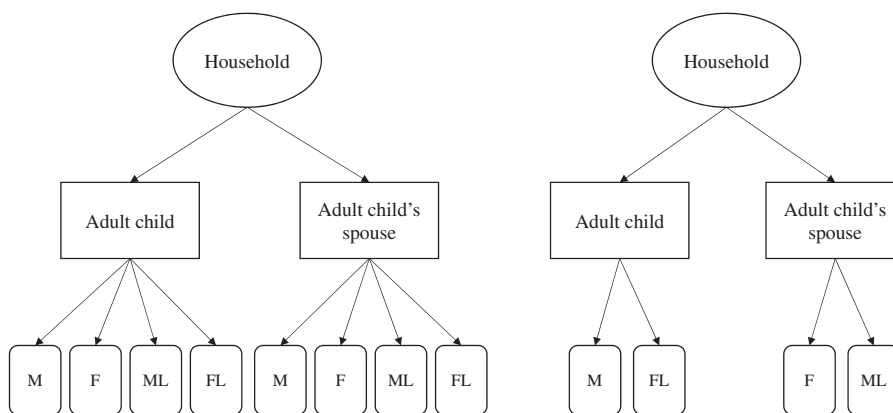 Household
Household
Adult child
Adult child's
spouse
Adult child
Adult child's
spouse
M
F
ML
FL
M
F
ML
FL
M
FL
F
ML